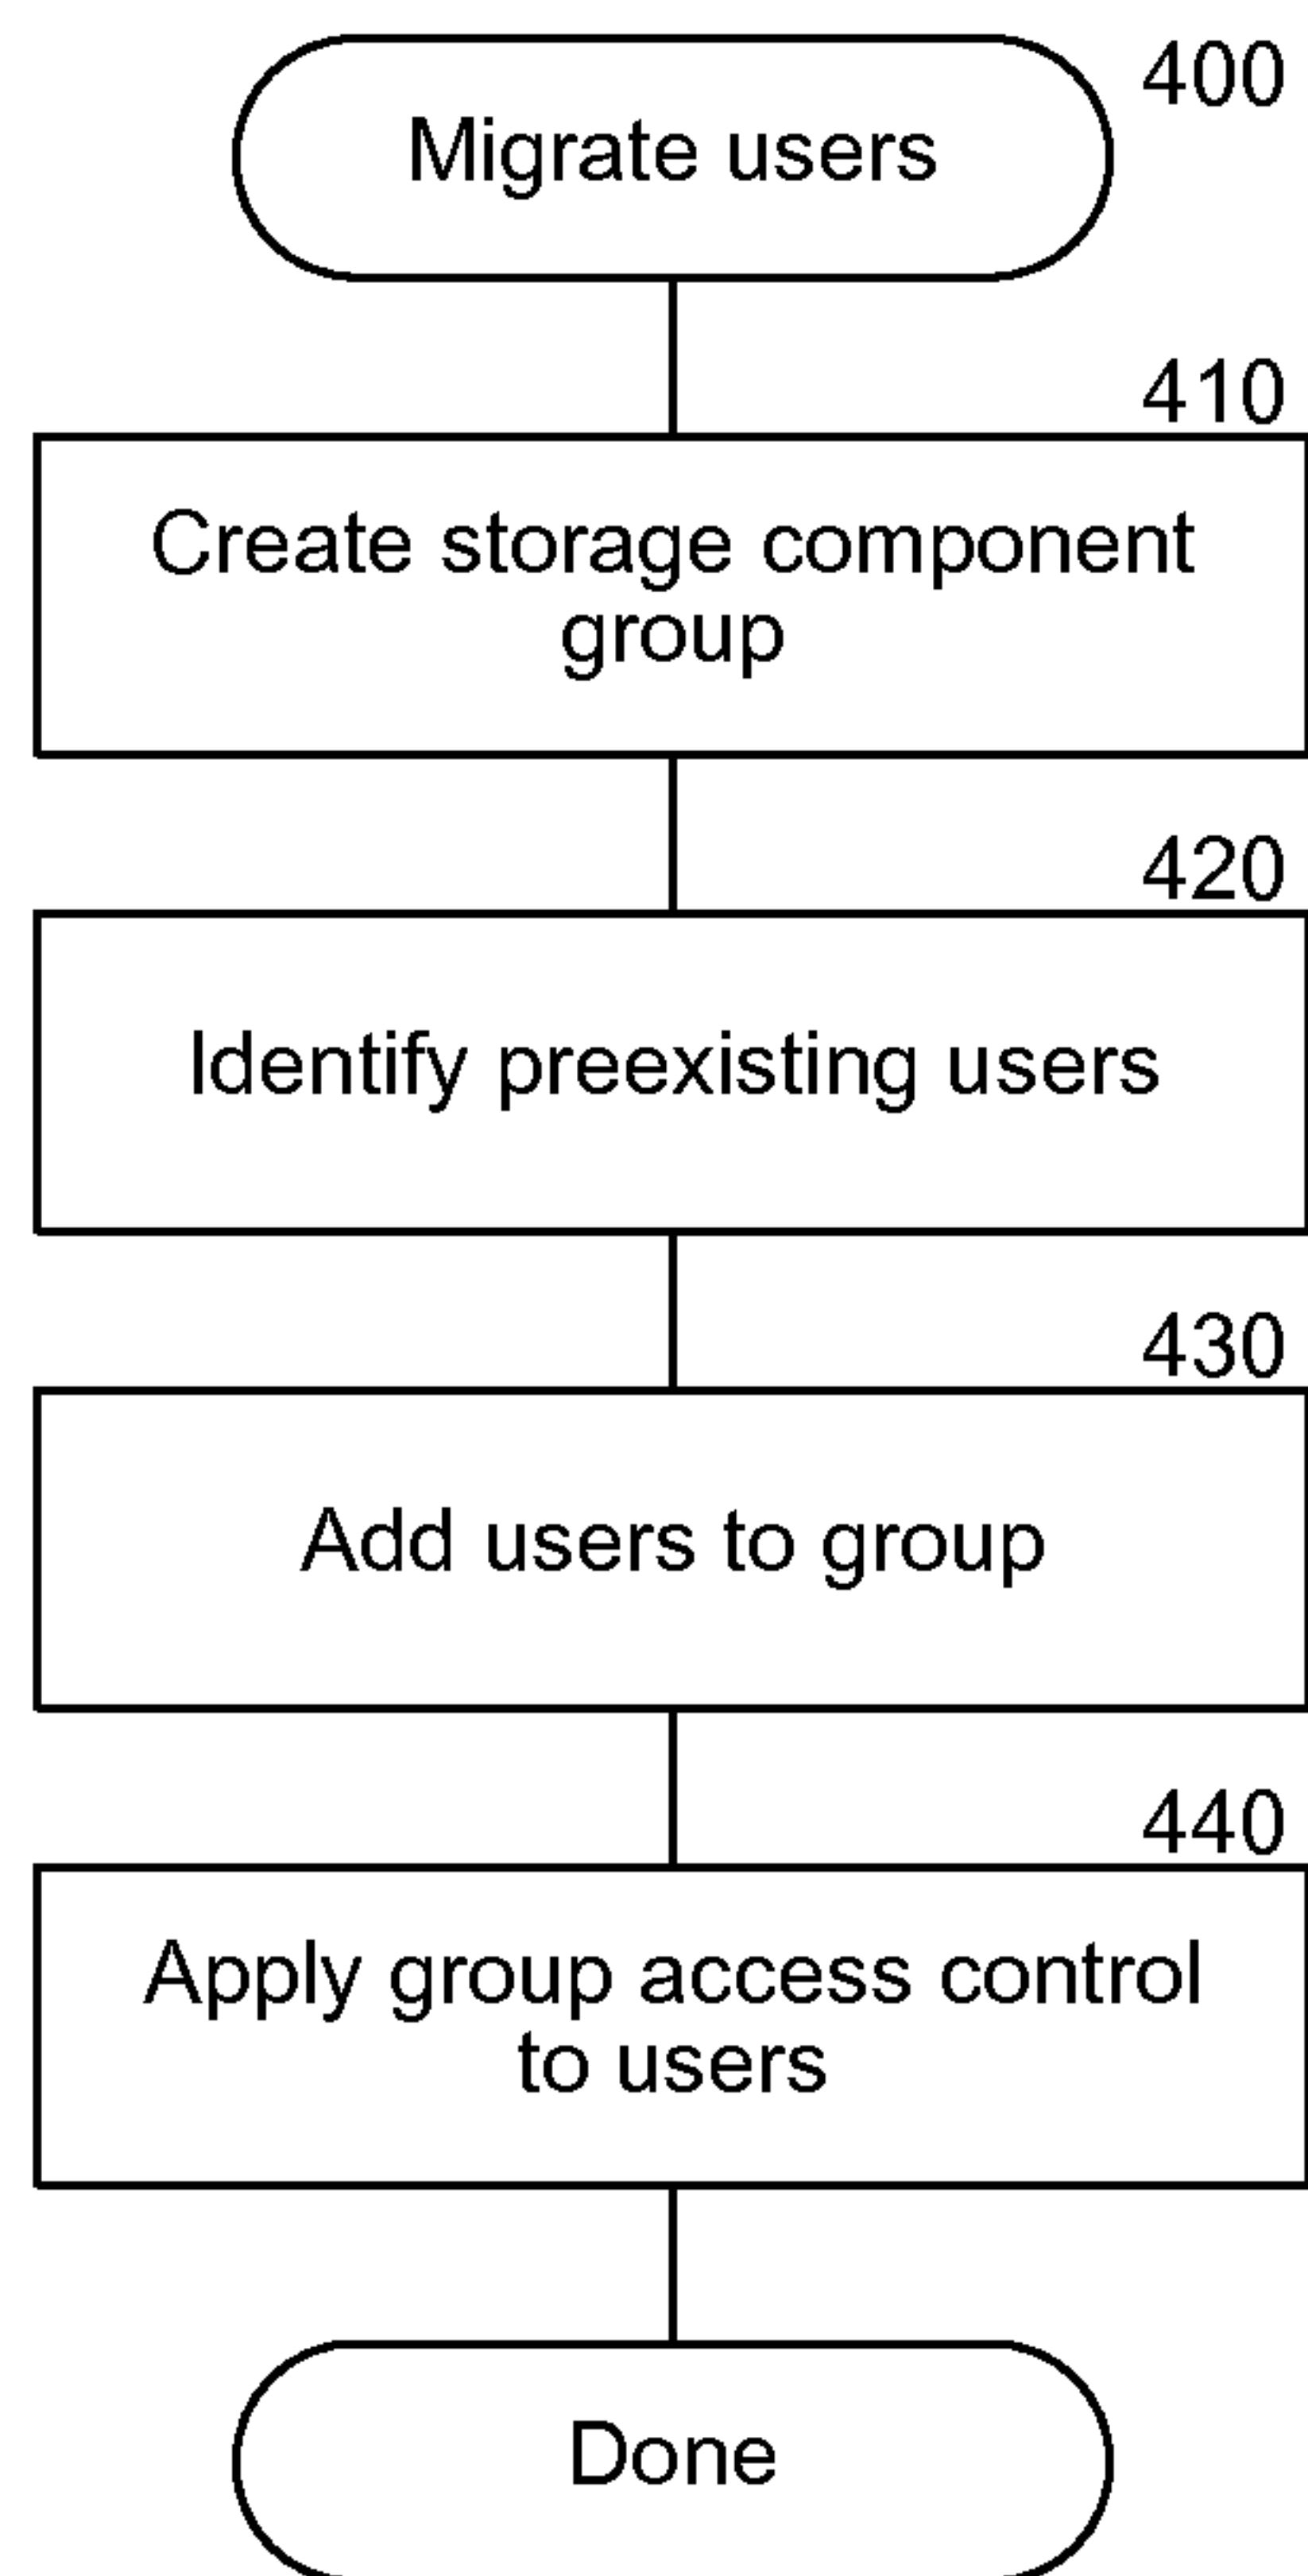 400
Migrate users
410
Create storage component
group
420
Identify preexisting users
430
Add users to group
440
Apply group access control
to users
Done